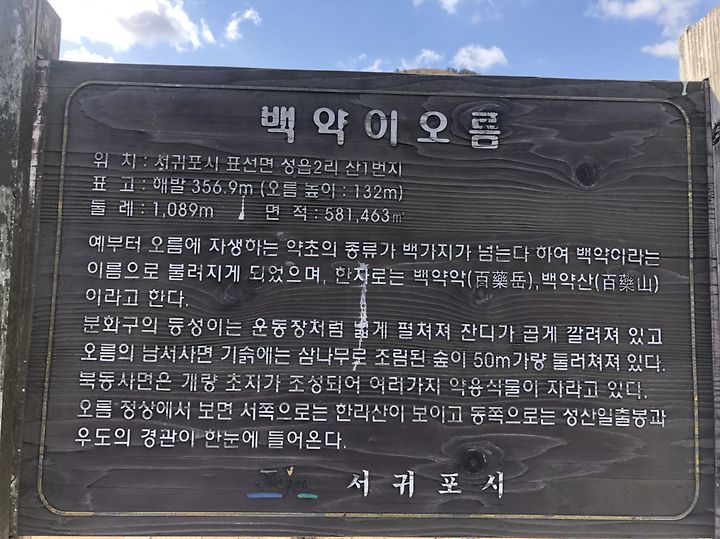 백약이오름
위 치 : 서귀포시 표선면 성읍2리 산1번지
표 고 : 해발 356.9m (오름 높이 : 132m)
둘 레 : 1,089m 면 적 : 581,463㎡
예부터 오름에 자생하는 약초의 종류가 백가지가 넘는다 하여 백약이라는
이름으로 불러지게 되었으며, 한자로는 백약악(百藥岳),백약산(百藥山)
이라고 한다.
분화구의 등성이는 운동장처럼 넓게 펼쳐져 잔디가 곱게 깔려져 있고
오름의 남서사면 기슭에는 삼나무로 조림된 숲이 50m가량 둘러쳐져 있다.
북동사면은 개량 초지가 조성되어 여러가지 약용식물이 자라고 있다.
오름 정상에서 보면 서쪽으로는 한라산이 보이고 동쪽으로는 성산일출봉과
우도의 경관이 한눈에 들어온다.
서귀포시